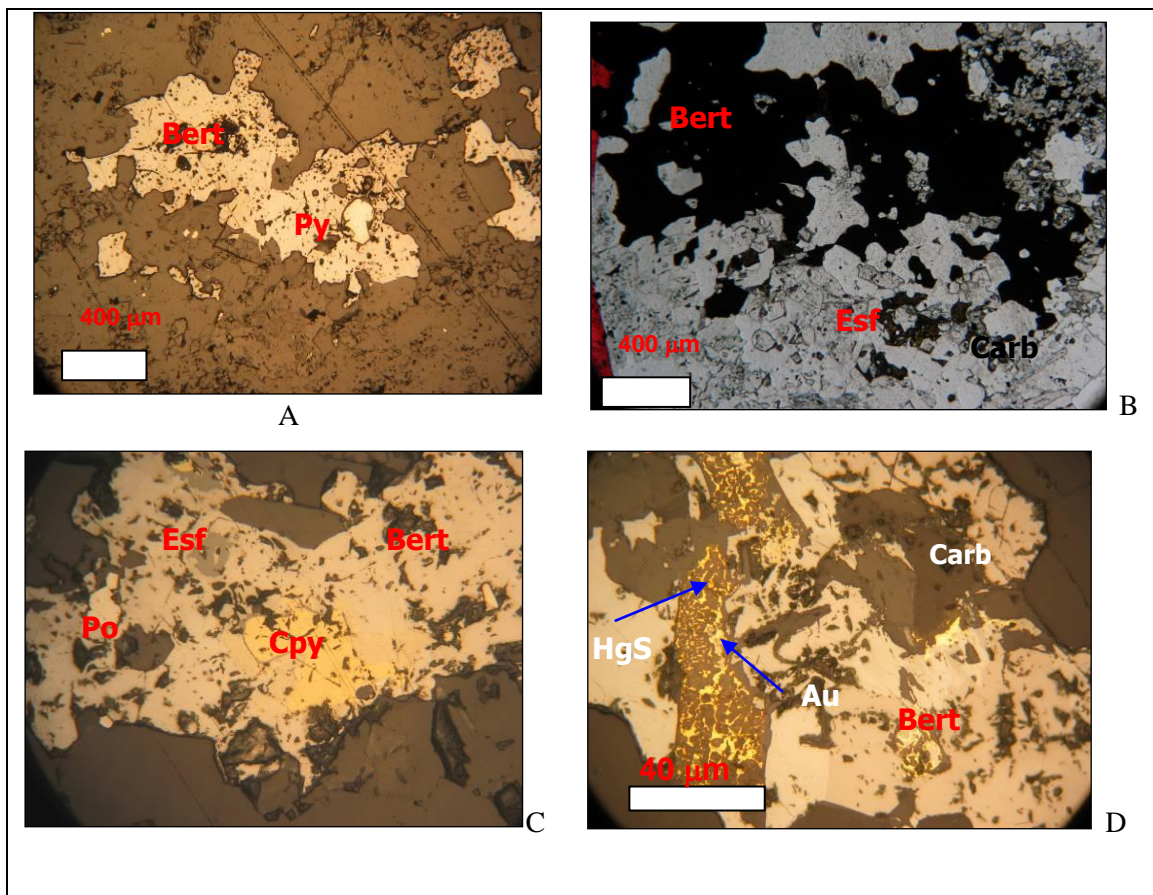 Bert
Py
400 µm
A
Bert
Esf
Carb
400 µm
B
Esf
Bert
Po
Cpy
C
Carb
HgS
Au
Bert
40 µm
D